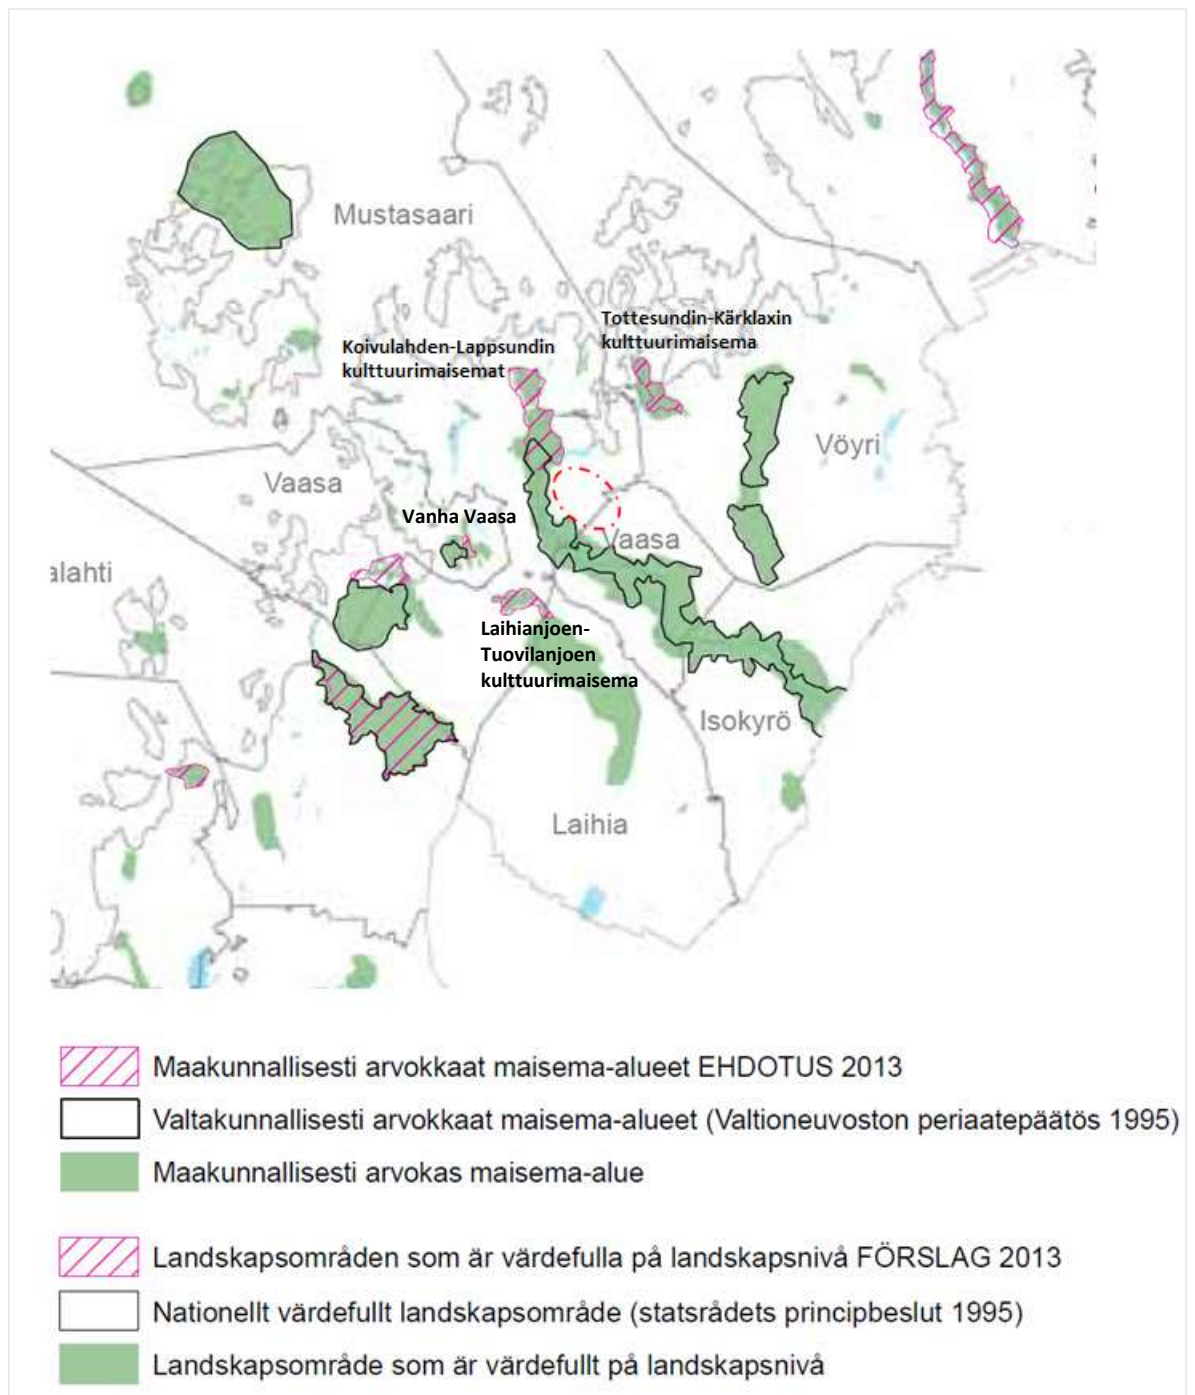 Mustasaari
Tottesundin-Kärklaxin
kulttuurimaisema
Koivulahden-Lappsundin
kulttuurimaisemat
Vöyri
Vaasa
Vanha Vaasa
Vaasa
alahti
Laihianjoen-
Tuovilanjoen
kulttuurimaisema
Isokyrö
Laihia
Maakunnallisesti arvokkaat maisema-alueet EHDOTUS 2013
Valtakunnallisesti arvokkaat maisema-alueet (Valtioneuvoston periaatepäätös 1995)
Maakunnallisesti arvokas maisema-alue
Landskapsområden som är värdefulla på landskapsnivå FÖRSLAG 2013
Nationellt värdefullt landskapsområde (statsrådets principbeslut 1995)
Landskapsområde som är värdefullt på landskapsnivå